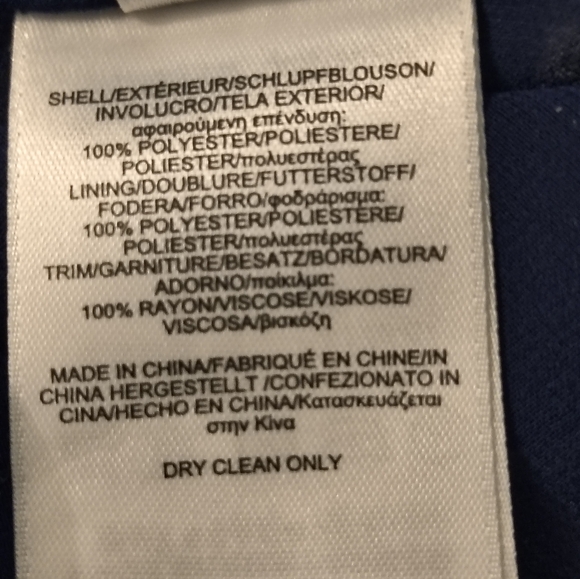 SHELL/EXTÉRIEUR/SCHLUPFBLOUSON/
INVOLUCRO/TELA EXTERIOR/
αφαιρούμενη επένδυση:
100% POLYESTER/POLIESTERE/
POLIESTER/πολυεστέρας
LINING/DOUBLURE/FUTTERSTOFF/
FODERA/FORRO/φοδράρισμα:
100% POLYESTER/POLIESTERE/
POLIESTER/πολυεστέρας
TRIM/GARNITURE/BESATZ/BORDATURA/
ADORNO/ποίκιλμα:
100% RAYON/VISCOSE/VISKOSE/
VISCOSA/βισκόζη
MADE IN CHINA/FABRIQUÉ EN CHINE/IN
CHINA HERGESTELLT /CONFEZIONATO IN
CINA/HECHO EN CHINA/Κατασκευάζεται
στην Κίνα
DRY CLEAN ONLY